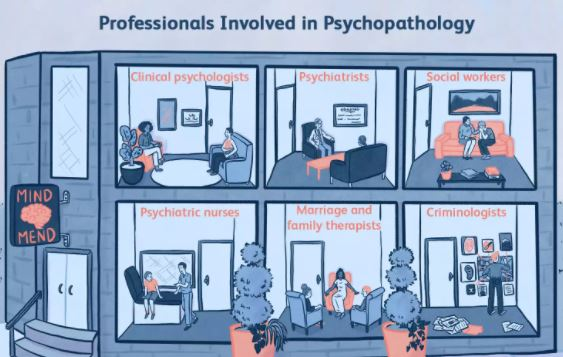 Professionals Involved in Psychopathology
Clinical psychologists
Psychiatrists
Social workers
MIND
MEND
Psychiatric nurses
Marriage and
family therapists
Criminologists